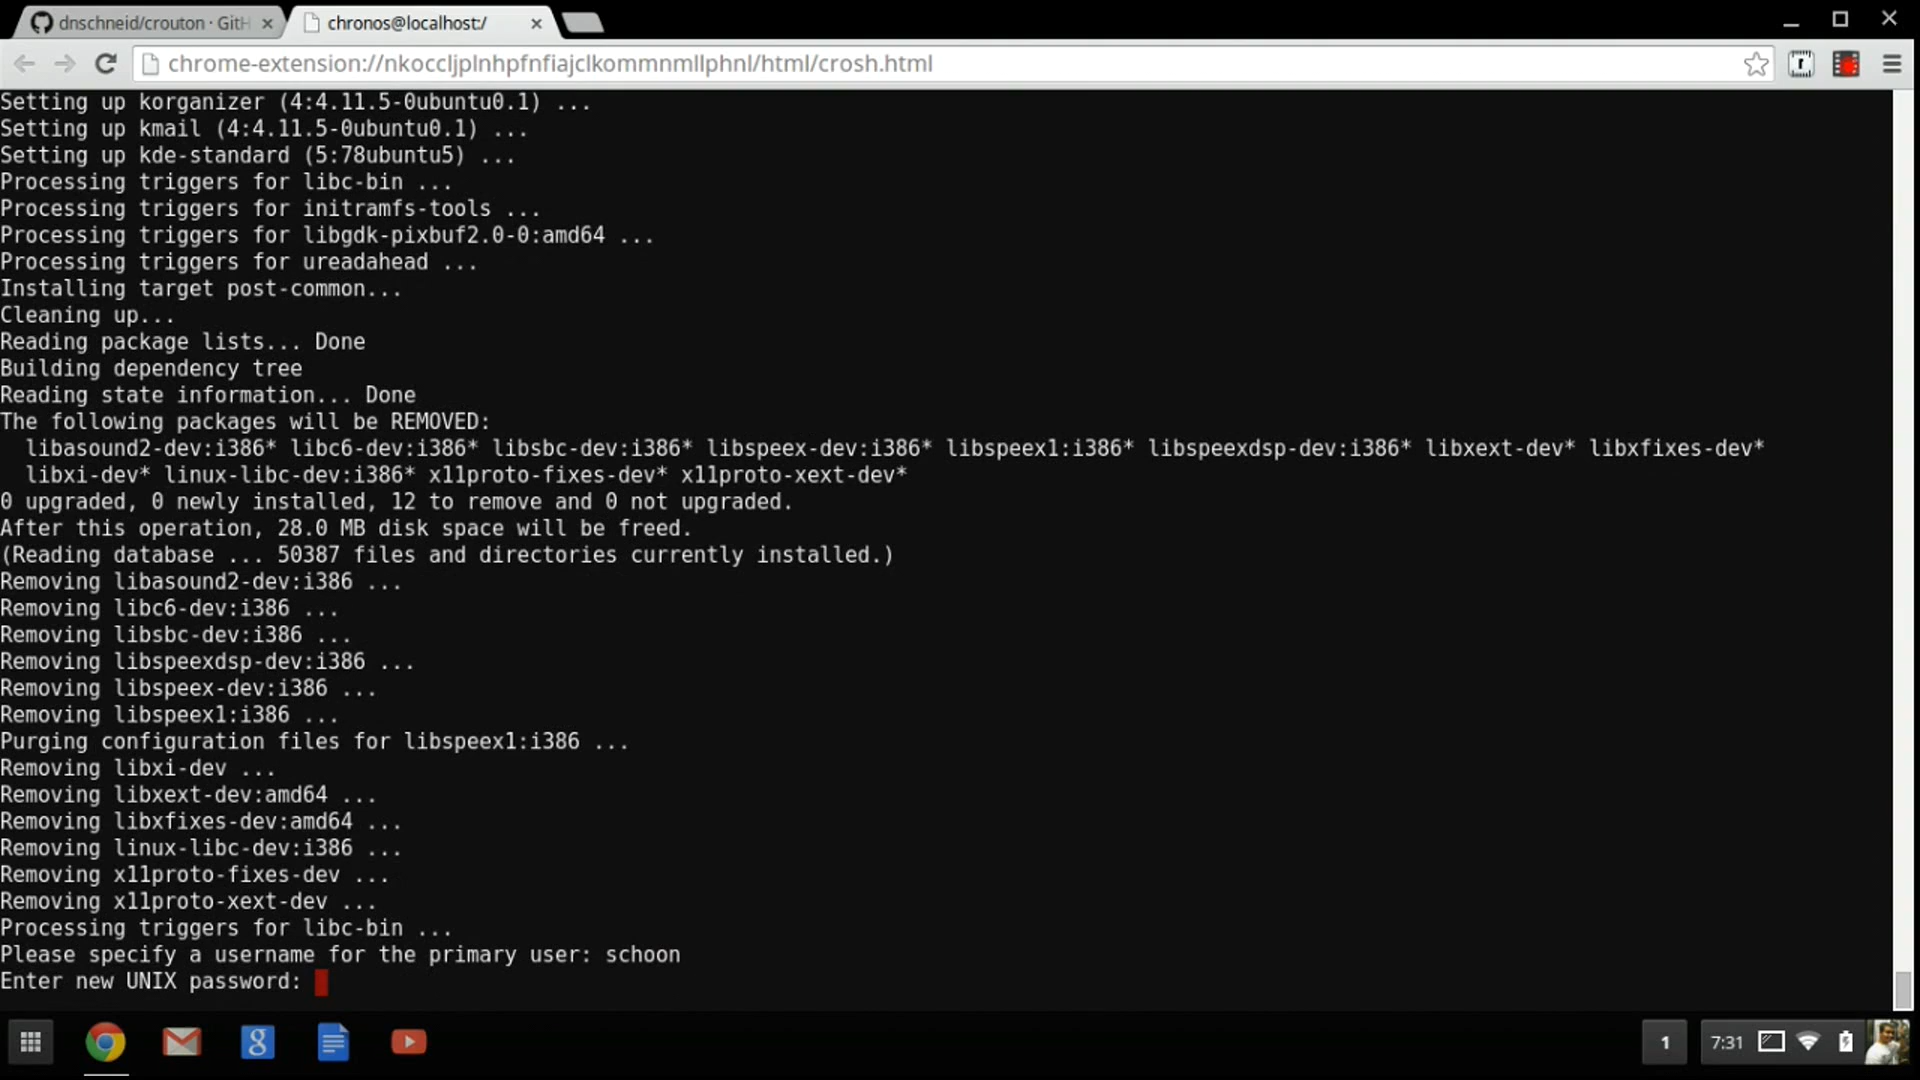 dnschneid/crouton · GitH
chronos@localhost:/
chrome-extension://nkoccljplnhpfnfiajclkommnmllphnl/html/crosh.html
Setting up korganizer (4:4.11.5-0ubuntu0.1) ...
Setting up kmail (4:4.11.5-0ubuntu0.1) ...
Setting up kde-standard (5:78ubuntu5) ...
Processing triggers for libc-bin ...
Processing triggers for initramfs-tools ...
Processing triggers for libgdk-pixbuf2.0-0:amd64 ...
Processing triggers for ureadahead ...
Installing target post-common...
Cleaning up...
Reading package lists... Done
Building dependency tree
Reading state information... Done
The following packages will be REMOVED:
  libasound2-dev:i386* libc6-dev:i386* libsbc-dev:i386* libspeex-dev:i386* libspeex1:i386* libspeexdsp-dev:i386* libxext-dev* libxfixes-dev*
  libxi-dev* linux-libc-dev:i386* x11proto-fixes-dev* x11proto-xext-dev*
0 upgraded, 0 newly installed, 12 to remove and 0 not upgraded.
After this operation, 28.0 MB disk space will be freed.
(Reading database ... 50387 files and directories currently installed.)
Removing libasound2-dev:i386 ...
Removing libc6-dev:i386 ...
Removing libsbc-dev:i386 ...
Removing libspeexdsp-dev:i386 ...
Removing libspeex-dev:i386 ...
Removing libspeex1:i386 ...
Purging configuration files for libspeex1:i386 ...
Removing libxi-dev ...
Removing libxext-dev:amd64 ...
Removing libxfixes-dev:amd64 ...
Removing linux-libc-dev:i386 ...
Removing x11proto-fixes-dev ...
Removing x11proto-xext-dev ...
Processing triggers for libc-bin ...
Please specify a username for the primary user: schoon
Enter new UNIX password:
1
7:31